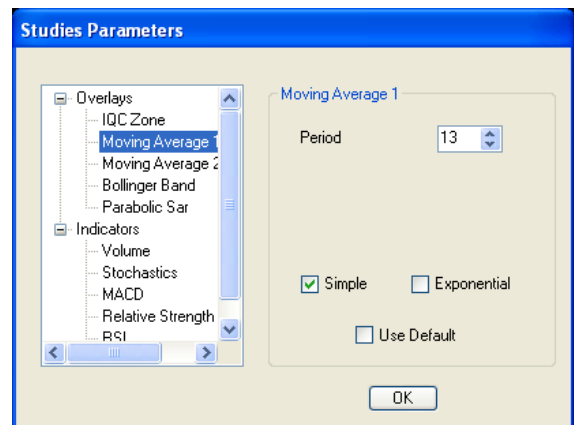 Studies Parameters
Overlays
IQC Zone
Moving Average 1
Moving Average 2
Bollinger Band
Parabolic Sar
Indicators
Volume
Stochastics
MACD
Relative Strength
RSI
Moving Average 1
Period 13
Simple Exponential
Use Default
OK